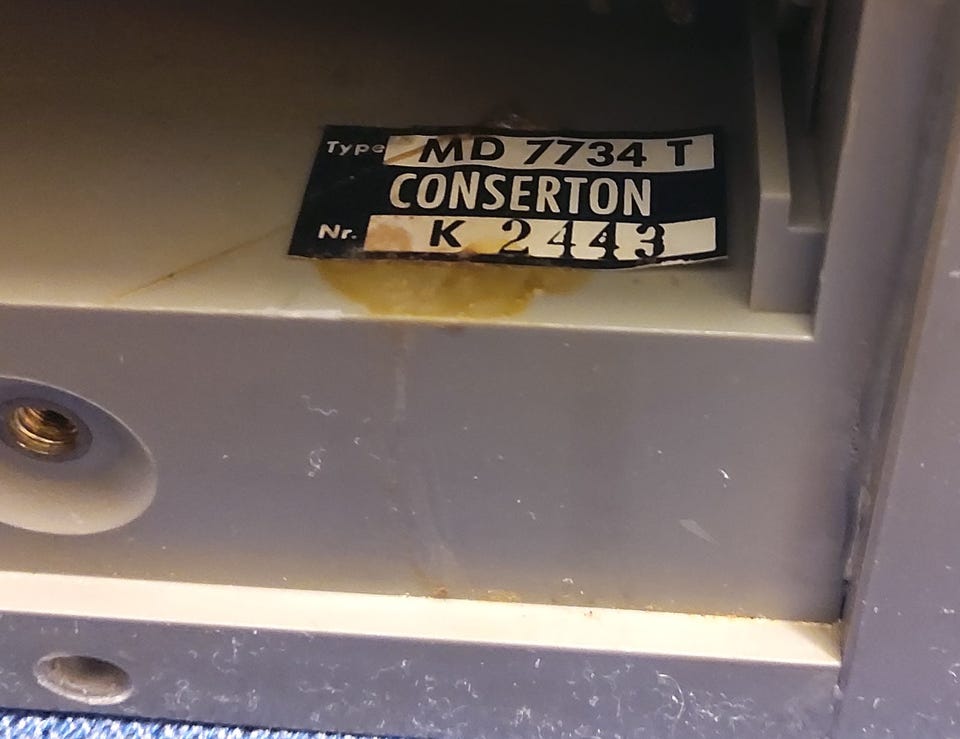 Type MD 7734 T
CONSERTON
Nr. K 2443